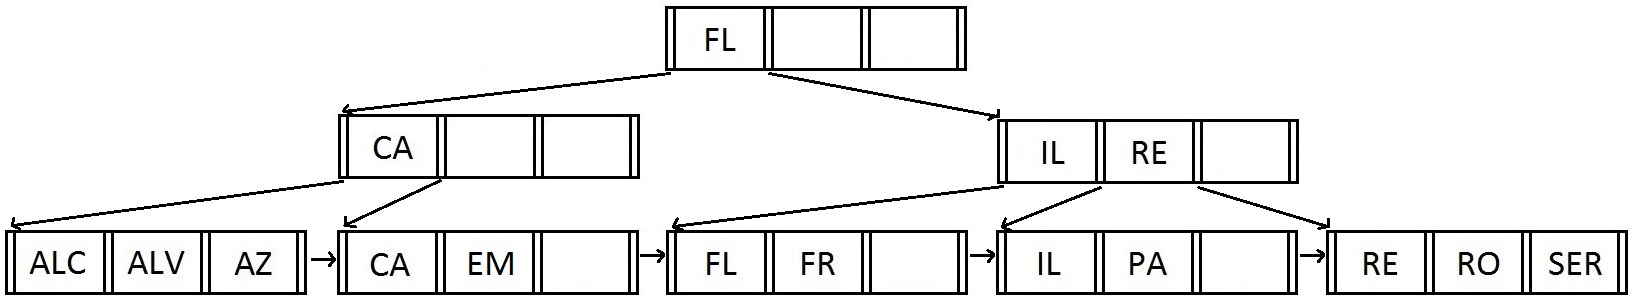 FL
CA
IL RE
ALC ALV AZ CA EM FL FR IL PA RE RO SER